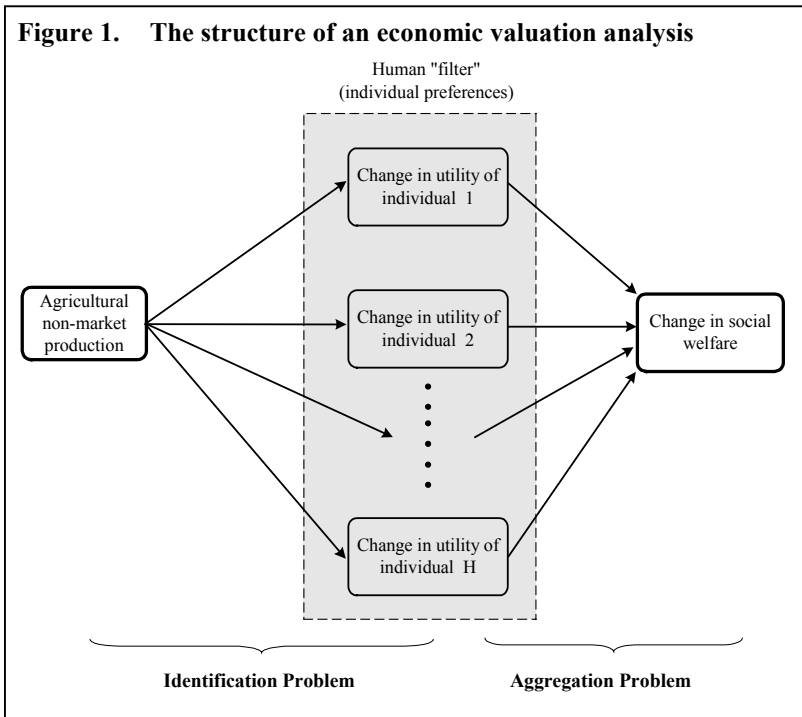 Figure 1. The structure of an economic valuation analysis
Human "filter"
(individual preferences)
Change in utility of
individual 1
Agricultural
non-market
production
Change in utility of
individual 2
Change in social
welfare
Change in utility of
individual H
Identification Problem
Aggregation Problem